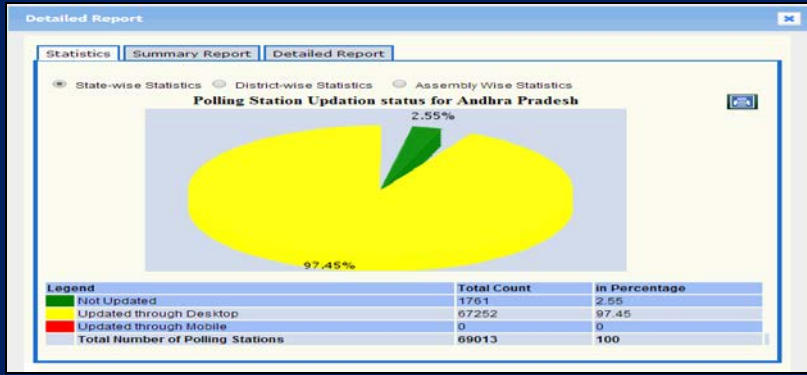 Detailed Report
Statistics Summary Report Detailed Report
State-wise Statistics District-wise Statistics Assembly Wise Statistics
Polling Station Updation status for Andhra Pradesh
2.55%
97.45%
Legend Total Count in Percentage
Not Updated 1761 2.55
Updated through Desktop 67252 97.45
Updated through Mobile 0 0
Total Number of Polling Stations 69013 100